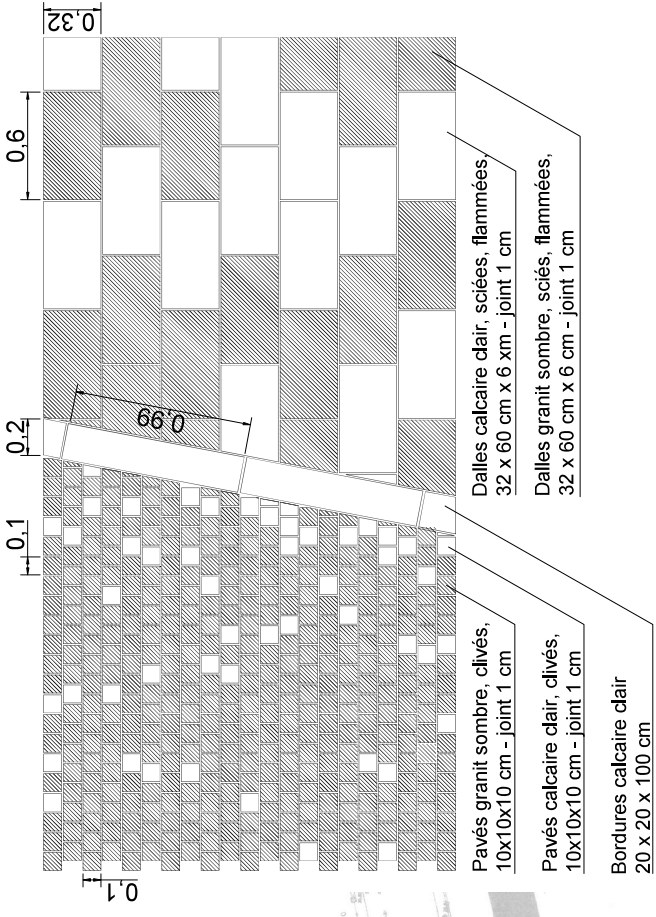 0,32
0,6
0,99
0,2
0,1
0,1
Dalles calcaire clair, sciées, flammées,
32 x 60 cm x 6 xm - joint 1 cm
Dalles granit sombre, sciés, flammées,
32 x 60 cm x 6 cm - joint 1 cm
Pavés granit sombre, clivés,
10x10x10 cm - joint 1 cm
Pavés calcaire clair, clivés,
10x10x10 cm - joint 1 cm
Bordures calcaire clair
20 x 20 x 100 cm